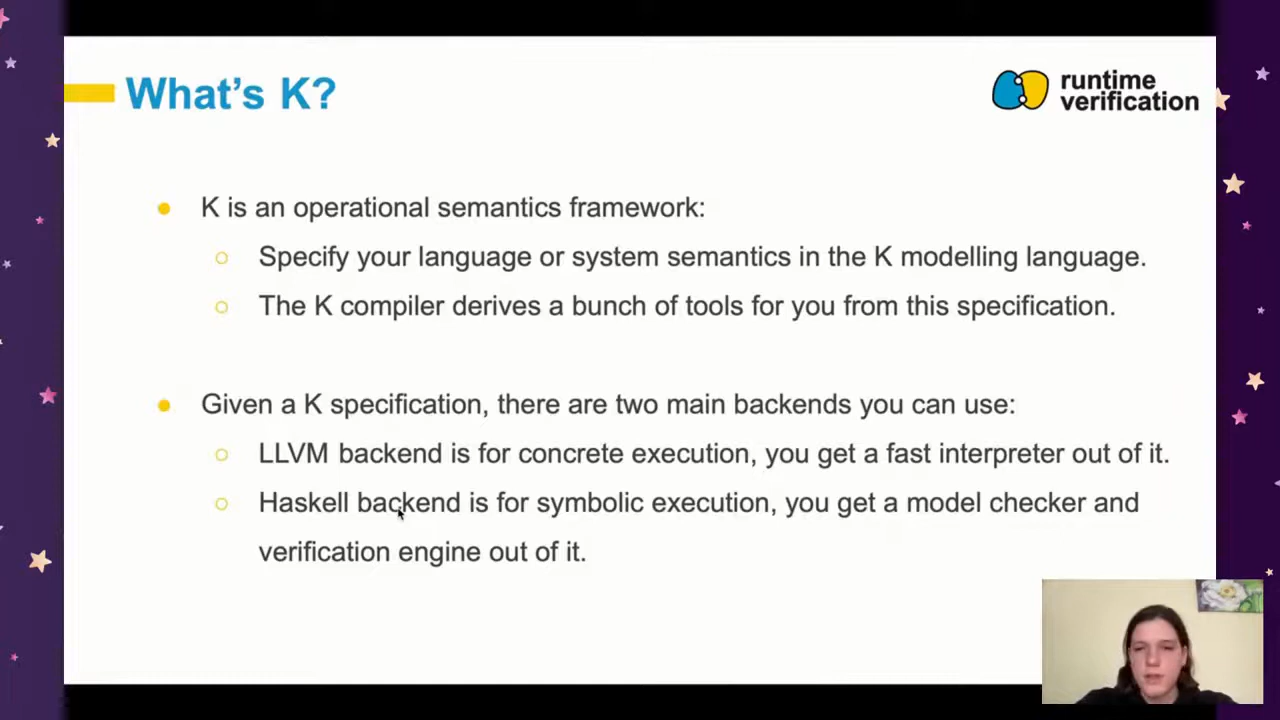 What's K?
runtime
verification
● K is an operational semantics framework:
○ Specify your language or system semantics in the K modelling language.
○ The K compiler derives a bunch of tools for you from this specification.
● Given a K specification, there are two main backends you can use:
○ LLVM backend is for concrete execution, you get a fast interpreter out of it.
○ Haskell backend is for symbolic execution, you get a model checker and
verification engine out of it.